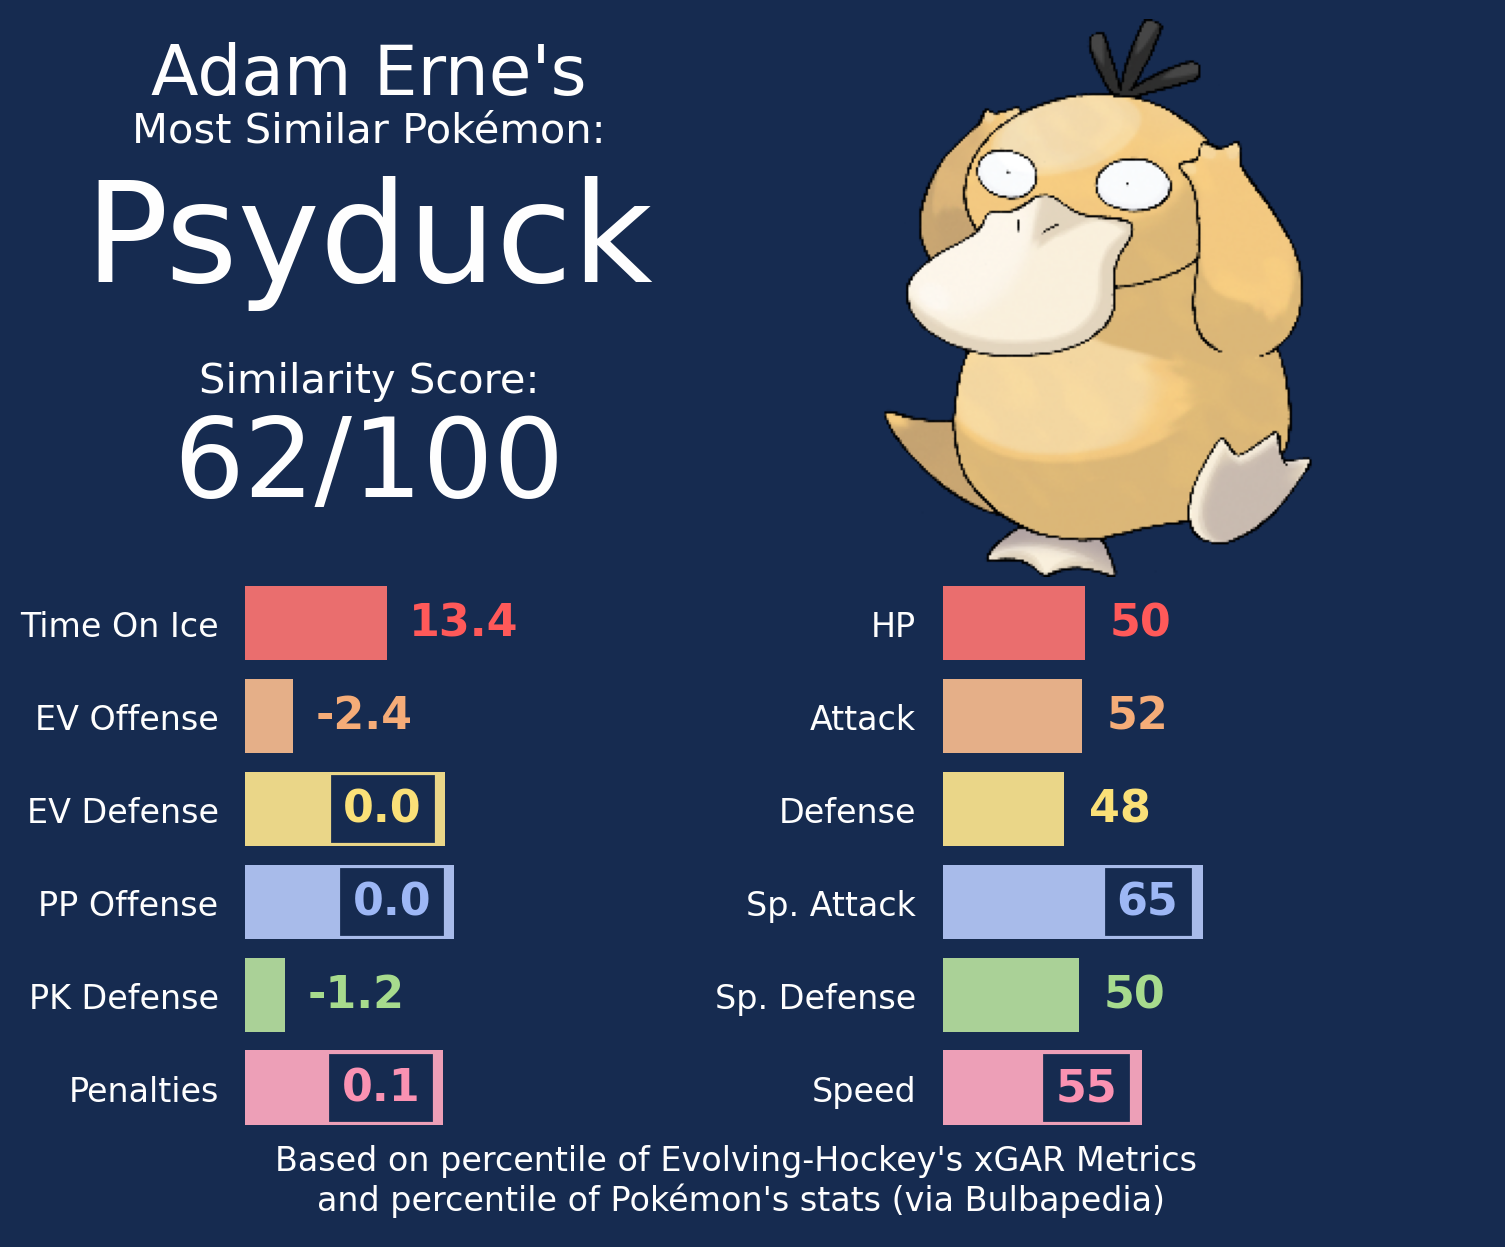 Adam Erne's
Most Similar Pokémon:
Psyduck
Similarity Score:
62/100
Time On Ice 13.4
EV Offense -2.4
EV Defense 0.0
PP Offense 0.0
PK Defense -1.2
Penalties 0.1
HP 50
Attack 52
Defense 48
Sp. Attack 65
Sp. Defense 50
Speed 55
Based on percentile of Evolving-Hockey's xGAR Metrics
and percentile of Pokémon's stats (via Bulbapedia)